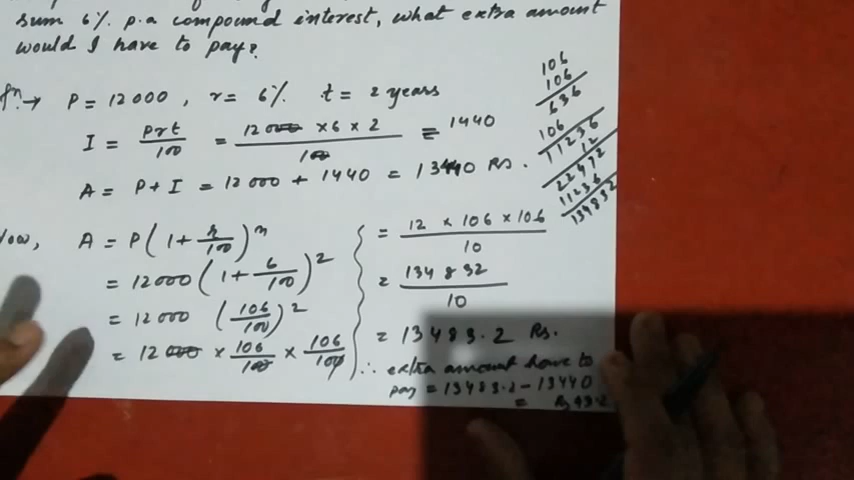 sum 6% p.a compound interest, what extra amount
would I have to pay?
P = 12000 , r = 6% t = 2 years
I = prt/100 = 12000 × 6 × 2/100 = 1440
A = P + I = 12000 + 1440 = 13440 Rs.
A = P(1 + r/100)^n
= 12000 (1 + 6/100)^2
= 12000 (106/100)^2
= 12000 × 106/100 × 106/100
= 12 × 106 × 106/10
= 134832/10
= 13483.2 Rs.
∴ extra amount have to
pay = 13483.2 - 13440
= Rs 43.2
106
106
636
106
11236
12
22472
11236
134832